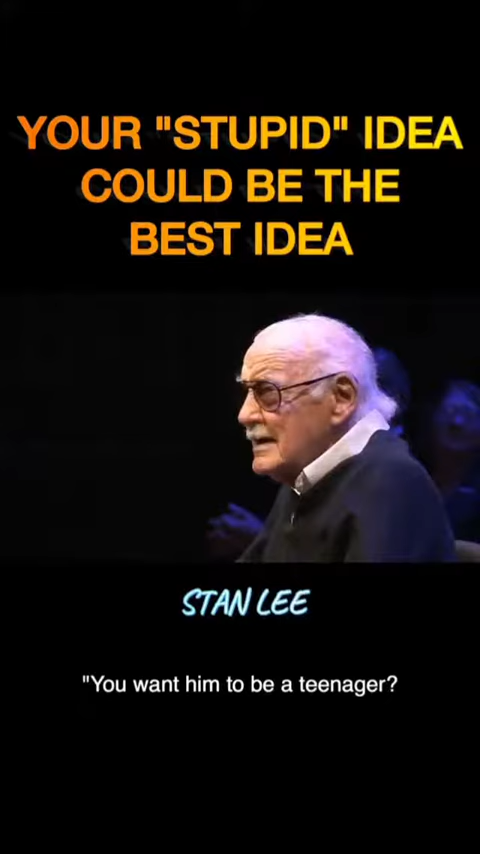 YOUR "STUPID" IDEA
COULD BE THE
BEST IDEA
STAN LEE
"You want him to be a teenager?